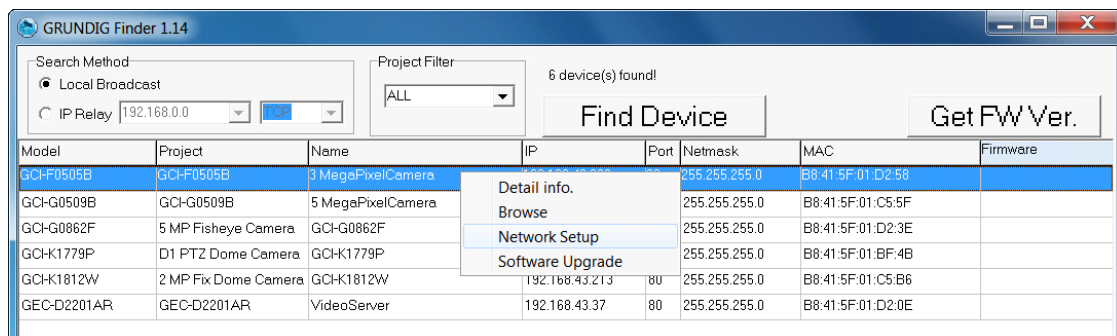 GRUNDIG Finder 1.14
Search Method
Local Broadcast
IP Relay 192.168.0.0 TCP
Project Filter
ALL
6 device(s) found!
Find Device
Get FW Ver.
Model Project Name IP Port Netmask MAC Firmware
GCI-F0505B GCI-F0505B 3 MegaPixelCamera 255.255.255.0 B8:41:5F:01:D2:58
GCI-G0509B GCI-G0509B 5 MegaPixelCamera 255.255.255.0 B8:41:5F:01:C5:5F
GCI-G0862F 5 MP Fisheye Camera GCI-G0862F 255.255.255.0 B8:41:5F:01:D2:3E
GCI-K1779P D1 PTZ Dome Camera GCI-K1779P 255.255.255.0 B8:41:5F:01:BF:4B
GCI-K1812W 2 MP Fix Dome Camera GCI-K1812W 192.168.43.213 80 255.255.255.0 B8:41:5F:01:C5:B6
GEC-D2201AR GEC-D2201AR VideoServer 192.168.43.37 80 255.255.255.0 B8:41:5F:01:D2:0E
Detail info.
Browse
Network Setup
Software Upgrade